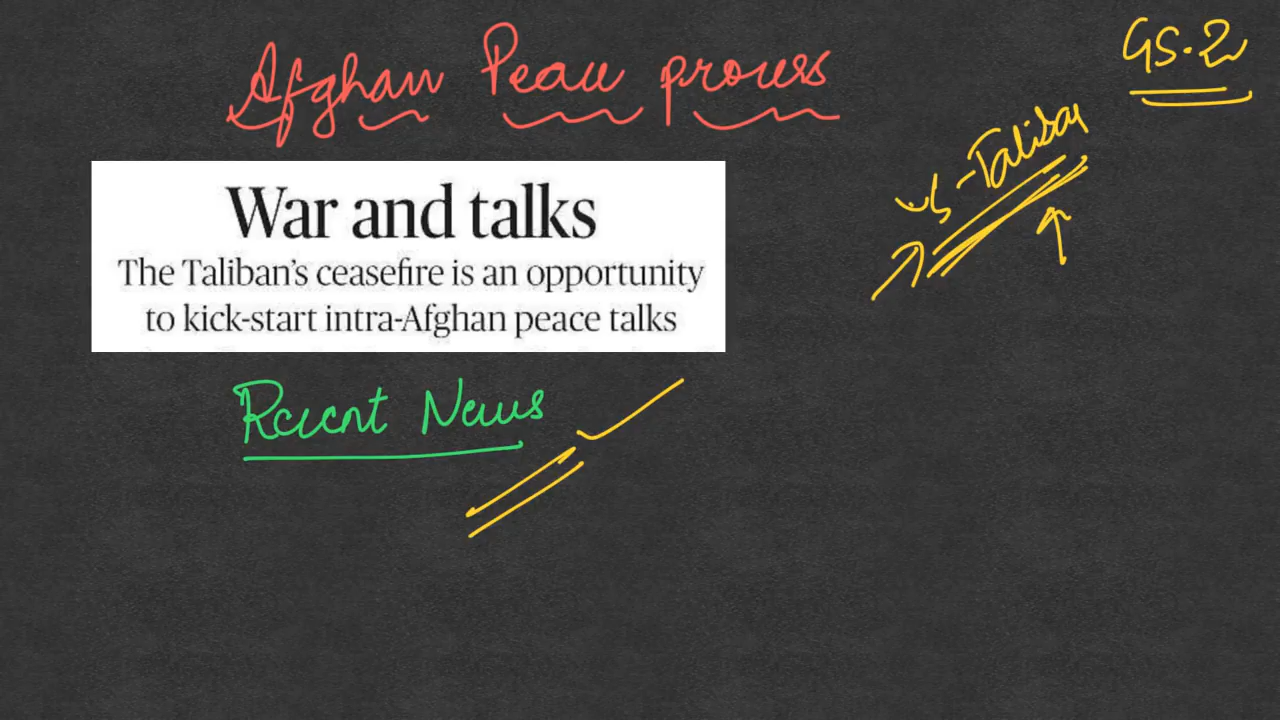 Afghan Peace process
GS-2
US-Taliban
War and talks
The Taliban's ceasefire is an opportunity
to kick-start intra-Afghan peace talks
Recent News